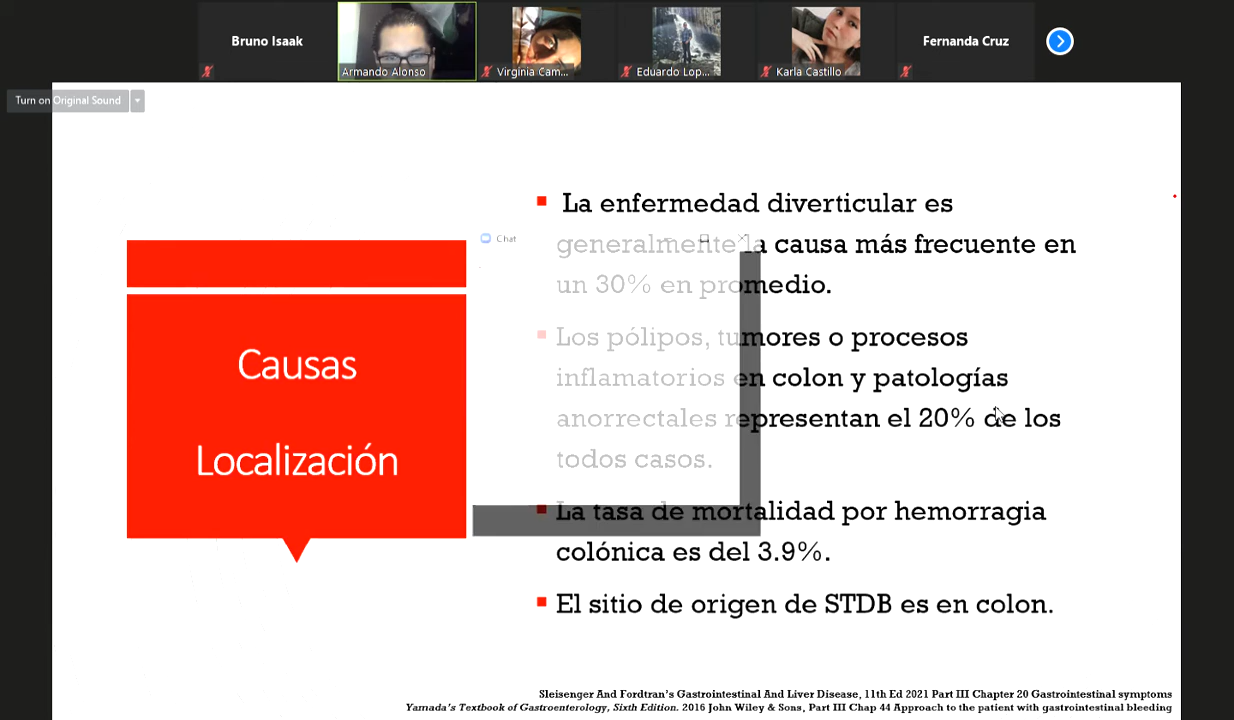 Bruno Isaak
Armando Alonso
Virginia Cam...
Eduardo Lop...
Karla Castillo
Fernanda Cruz
Turn on Original Sound
Chat
Causas
Localización
La enfermedad diverticular es
generalmente la causa más frecuente en
un 30% en promedio.
Los pólipos, tumores o procesos
inflamatorios en colon y patologías
anorrectales representan el 20% de los
todos casos.
La tasa de mortalidad por hemorragia
colónica es del 3.9%.
El sitio de origen de STDB es en colon.
Sleisenger And Fordtran's Gastrointestinal And Liver Disease, 11th Ed 2021 Part III Chapter 20 Gastrointestinal symptoms
Yamada's Textbook of Gastroenterology, Sixth Edition. 2016 John Wiley & Sons, Part III Chap 44 Approach to the patient with gastrointestinal bleeding